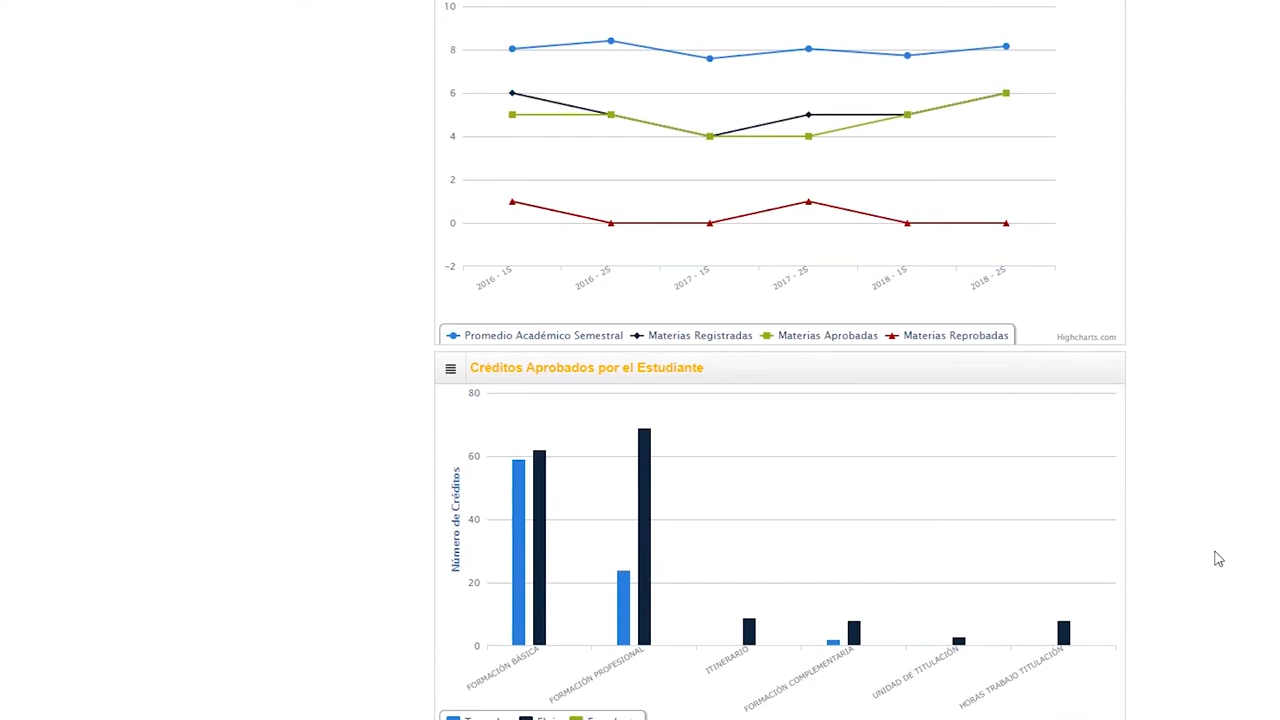 10
8
6
4
2
0
-2
2016 - 1S
2016 - 2S
2017 - 1S
2017 - 2S
2018 - 1S
2018 - 2S
Promedio Académico Semestral Materias Registradas Materias Aprobadas Materias Reprobadas
Highcharts.com
Créditos Aprobados por el Estudiante
Número de Créditos
80
60
40
20
0
FORMACIÓN BÁSICA
FORMACIÓN PROFESIONAL
ITINERARIO
FORMACIÓN COMPLEMENTARIA
UNIDAD DE TITULACIÓN
HORAS TRABAJO TITULACIÓN